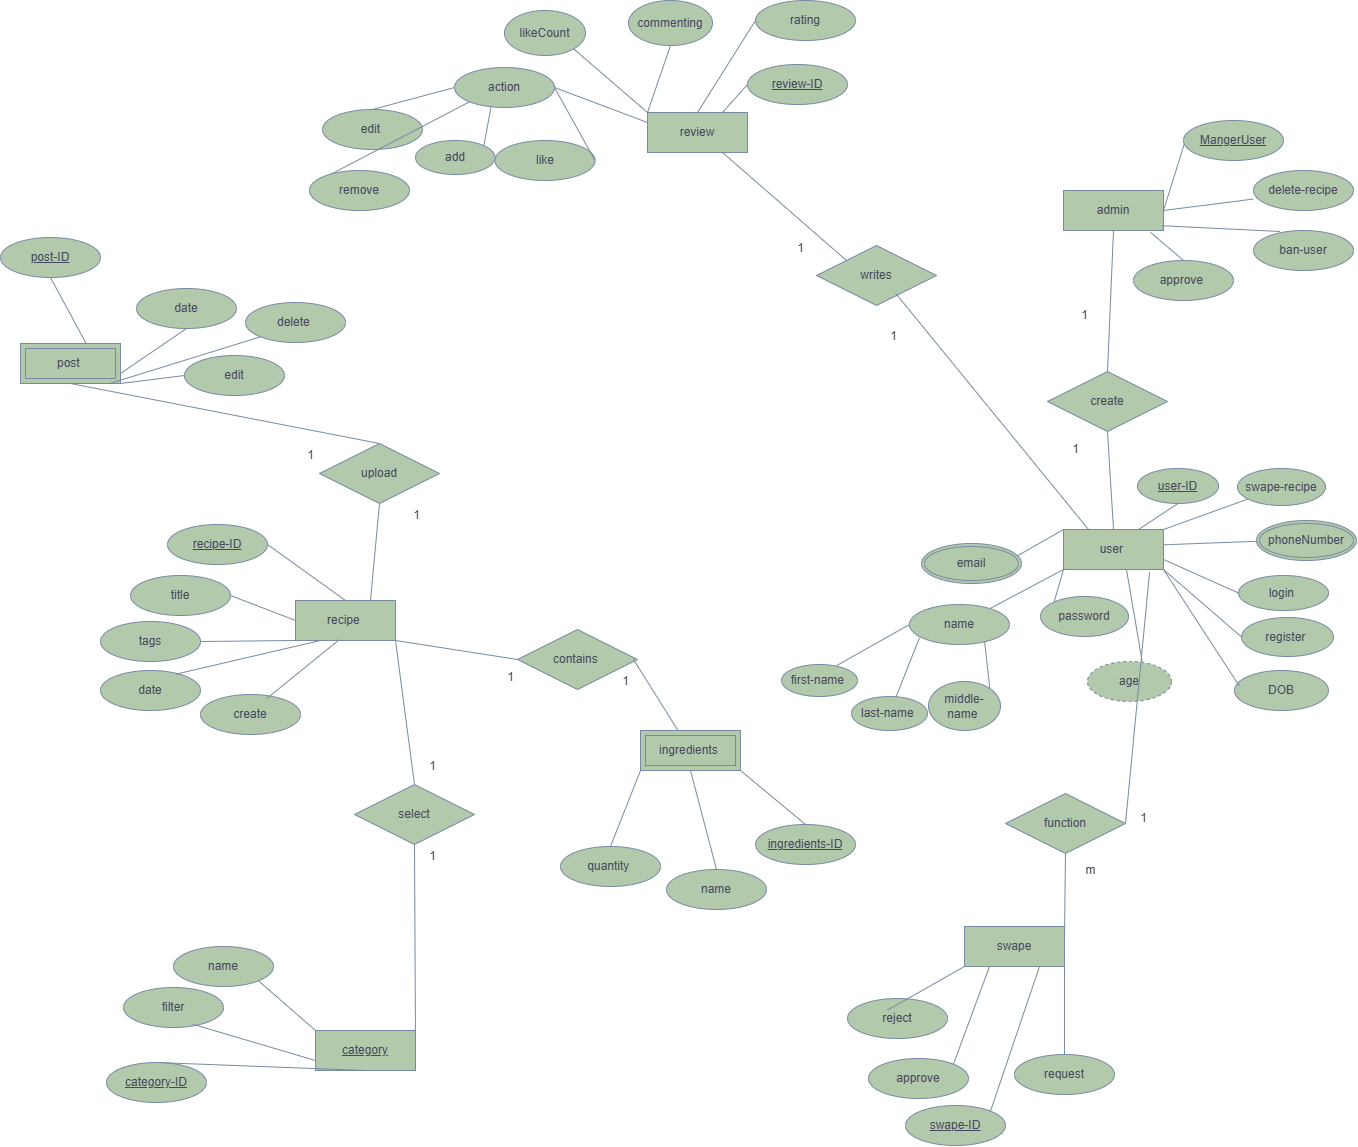 commenting
rating
likeCount
review-ID
action
edit
add
like
remove
review
MangerUser
delete-recipe
admin
ban-user
approve
1
writes
1
1
create
1
post-ID
date
delete
edit
post
upload
1
1
user-ID
swape-recipe
phoneNumber
user
email
login
password
register
name
first-name
last-name
middle-
name
age
DOB
recipe-ID
title
tags
date
create
recipe
contains
1
1
ingredients
quantity
name
ingredients-ID
1
select
1
function
1
m
swape
reject
approve
request
swape-ID
name
filter
category
category-ID